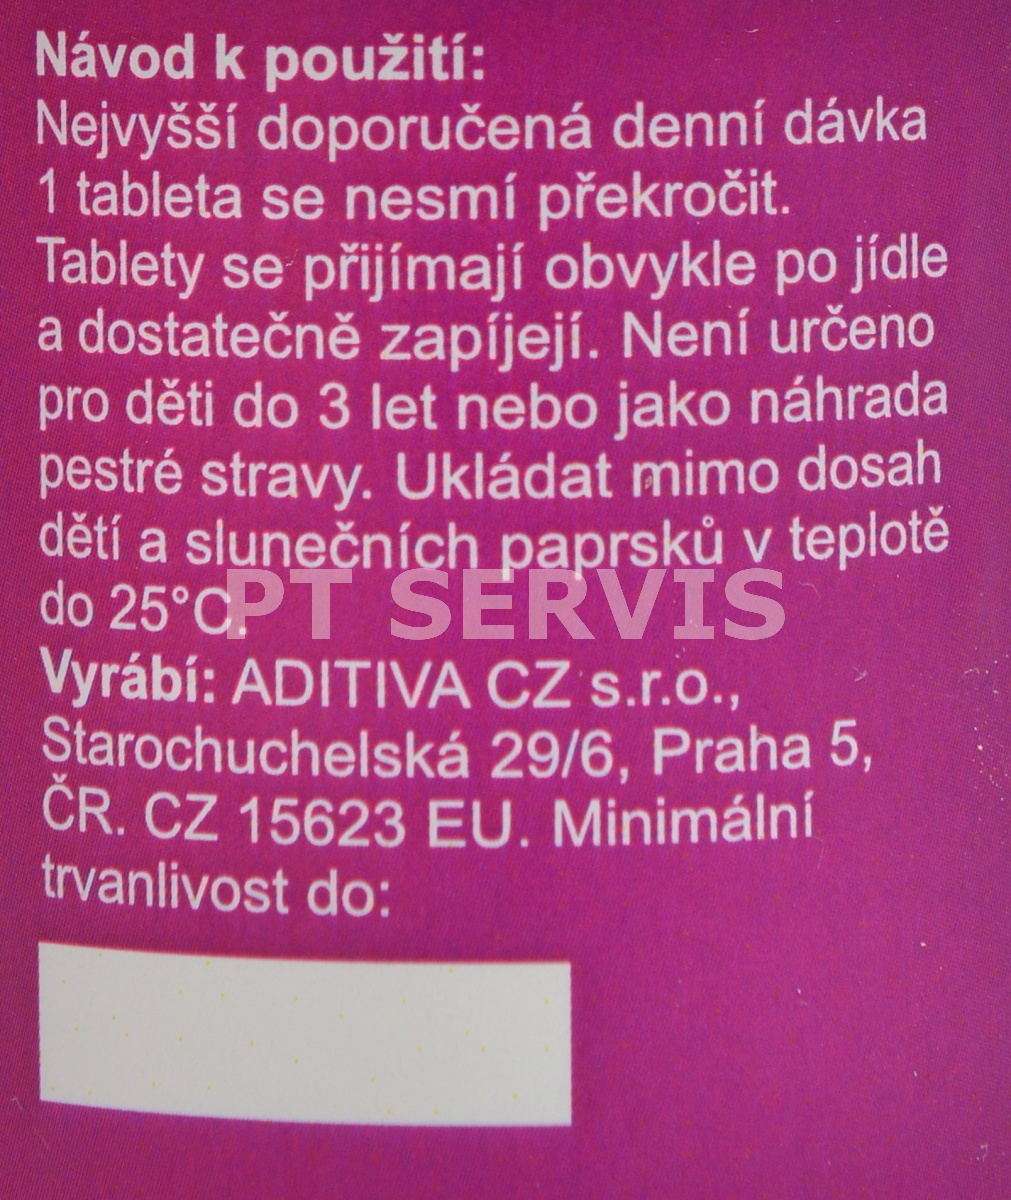 Návod k použití:
Nejvyšší doporučená denní dávka
1 tableta se nesmí překročit.
Tablety se přijímají obvykle po jídle
a dostatečně zapíjejí. Není určeno
pro děti do 3 let nebo jako náhrada
pestré stravy. Ukládat mimo dosah
dětí a slunečních paprsků v teplotě
do 25°C.
PT SERVIS
Vyrábí: ADITIVA CZ s.r.o.,
Starochuchelská 29/6, Praha 5,
ČR. CZ 15623 EU. Minimální
trvanlivost do: